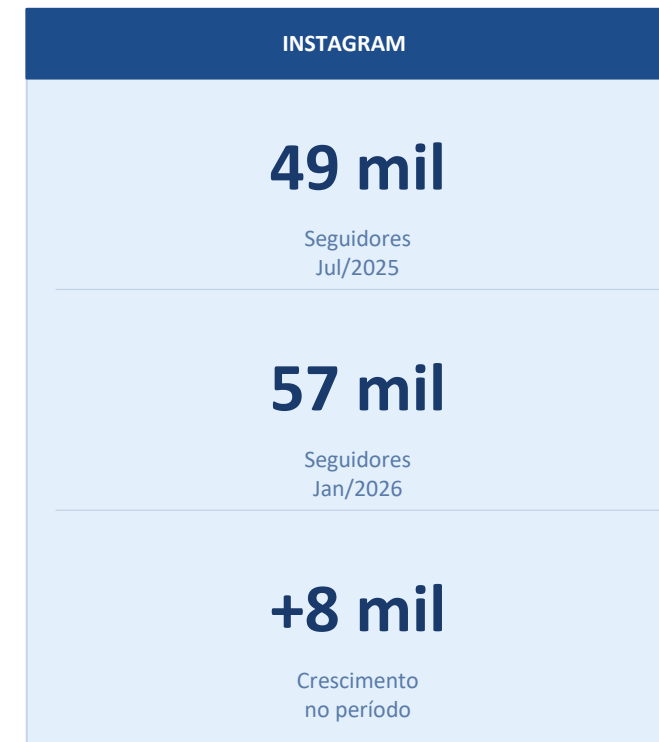 INSTAGRAM
49 mil
Seguidores
Jul/2025
57 mil
Seguidores
Jan/2026
+8 mil
Crescimento
no período